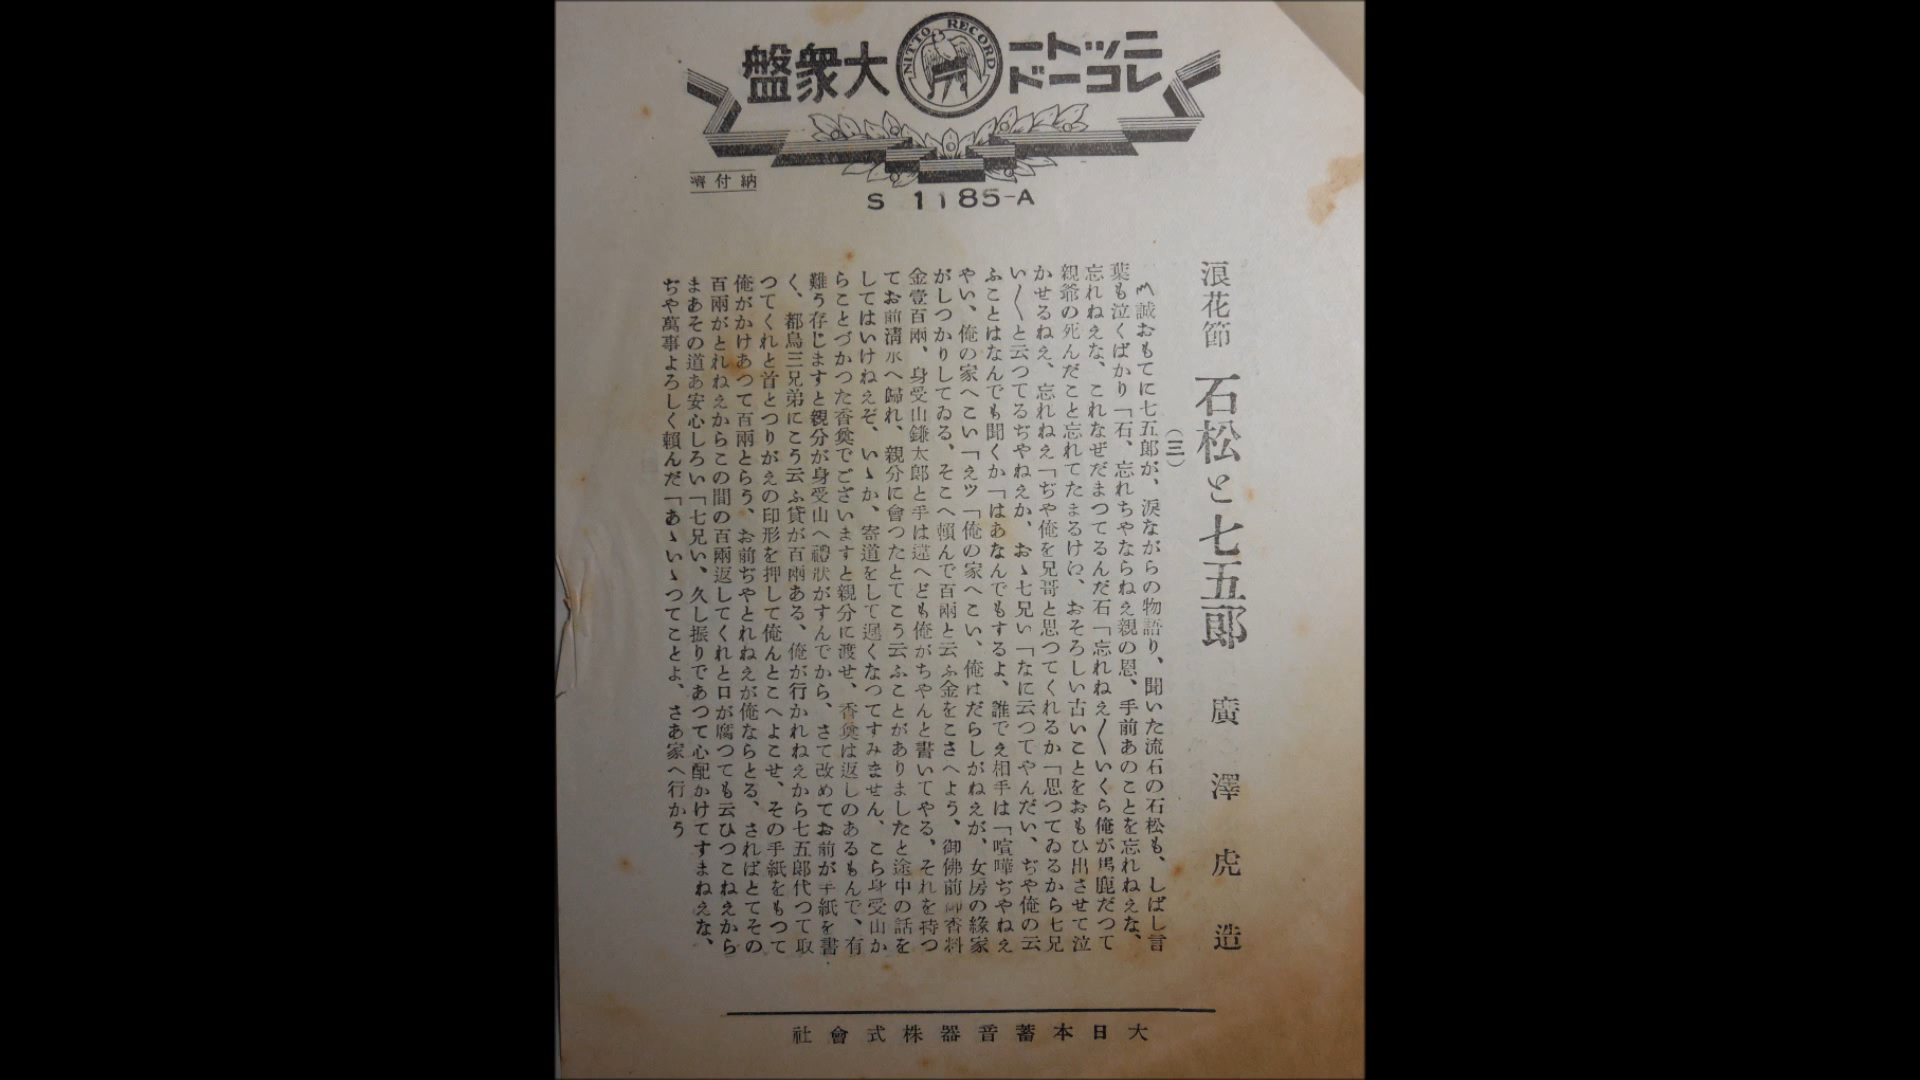 ニットー
レコード
NITTO RECORD
大衆盤
納付濟
S 1185-A
浪花節 石松と七五郎 廣澤虎造
(三)
誠おもてに七五郎が、涙ながらの物語り、聞いた流石の石松も、しばし言
葉も泣くばかり「石、忘れちやならねえ親の恩、手前あのことを忘れねえな、
忘れねえな、これなぜだまつてるんだ石「忘れねえ〱いくら俺が馬鹿だつて
親爺の死んだこと忘れてたまるけね、おそろしい古いことをおもひ出させて泣
かせるねえ、忘れねえ「ぢや俺を兄哥と思つてくれるか「思つてゐるから七兄
い〱と云つてるぢやねえか、おゝ七兄い「なに云つてやんだい、ぢや俺の云
ふことはなんでも聞くか「はあなんでもするよ、誰でえ相手は「喧嘩ぢやねえ
やい、俺の家へこい「えツ「俺の家へこい、俺はだらしがねえが、女房の緣家
がしつかりしてゐる、そこへ頼んで百兩と云ふ金をこさへよう、御佛前御香料
金壹百兩、身受山鎌太郎と手は違へども俺がちやんと書いてやる、それを持つ
てお前清水へ歸れ、親分に會つたとてこう云ふことがありましたと途中の話を
してはいけねえぞ、いゝか、寄道をして遲くなつてすみません、こら身受山か
らことづかつた香奠でございますと親分に渡せ、香奠は返しのあるもんで、有
難う存じますと親分が身受山へ禮狀がすんでから、さて改めてお前が手紙を書
く、都鳥三兄弟にこう云ふ貸が百兩ある、俺が行かれねえから七五郎代つて取
つてくれと首とつりがえの印形を押して俺んとこへよこせ、その手紙をもつて
俺がかけあつて百兩とらう、お前ぢやとれねえが俺ならとる、さればとてその
百兩がとれねえからこの間の百兩返してくれと口が腐つても云ひつこねえから
まあその道あ安心しろい「七兄い、久し振りであつて心配かけてすまねえな、
ぢや萬事よろしく賴んだ「あゝいゝつてことよ、さあ家へ行かう
大日本蓄音器株式會社